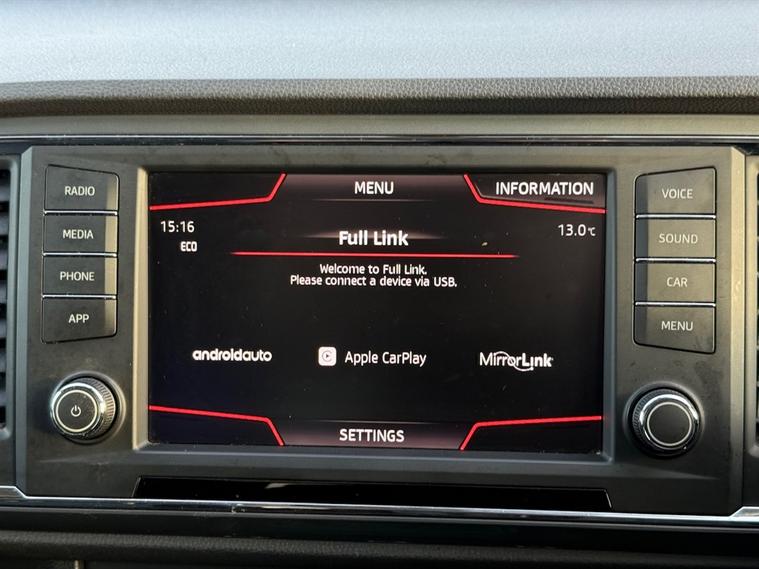 RADIO
MEDIA
PHONE
APP
MENU
INFORMATION
15:16
ECO
13.0°C
Full Link
Welcome to Full Link.
Please connect a device via USB.
androidauto
Apple CarPlay
MirrorLink
SETTINGS
VOICE
SOUND
CAR
MENU